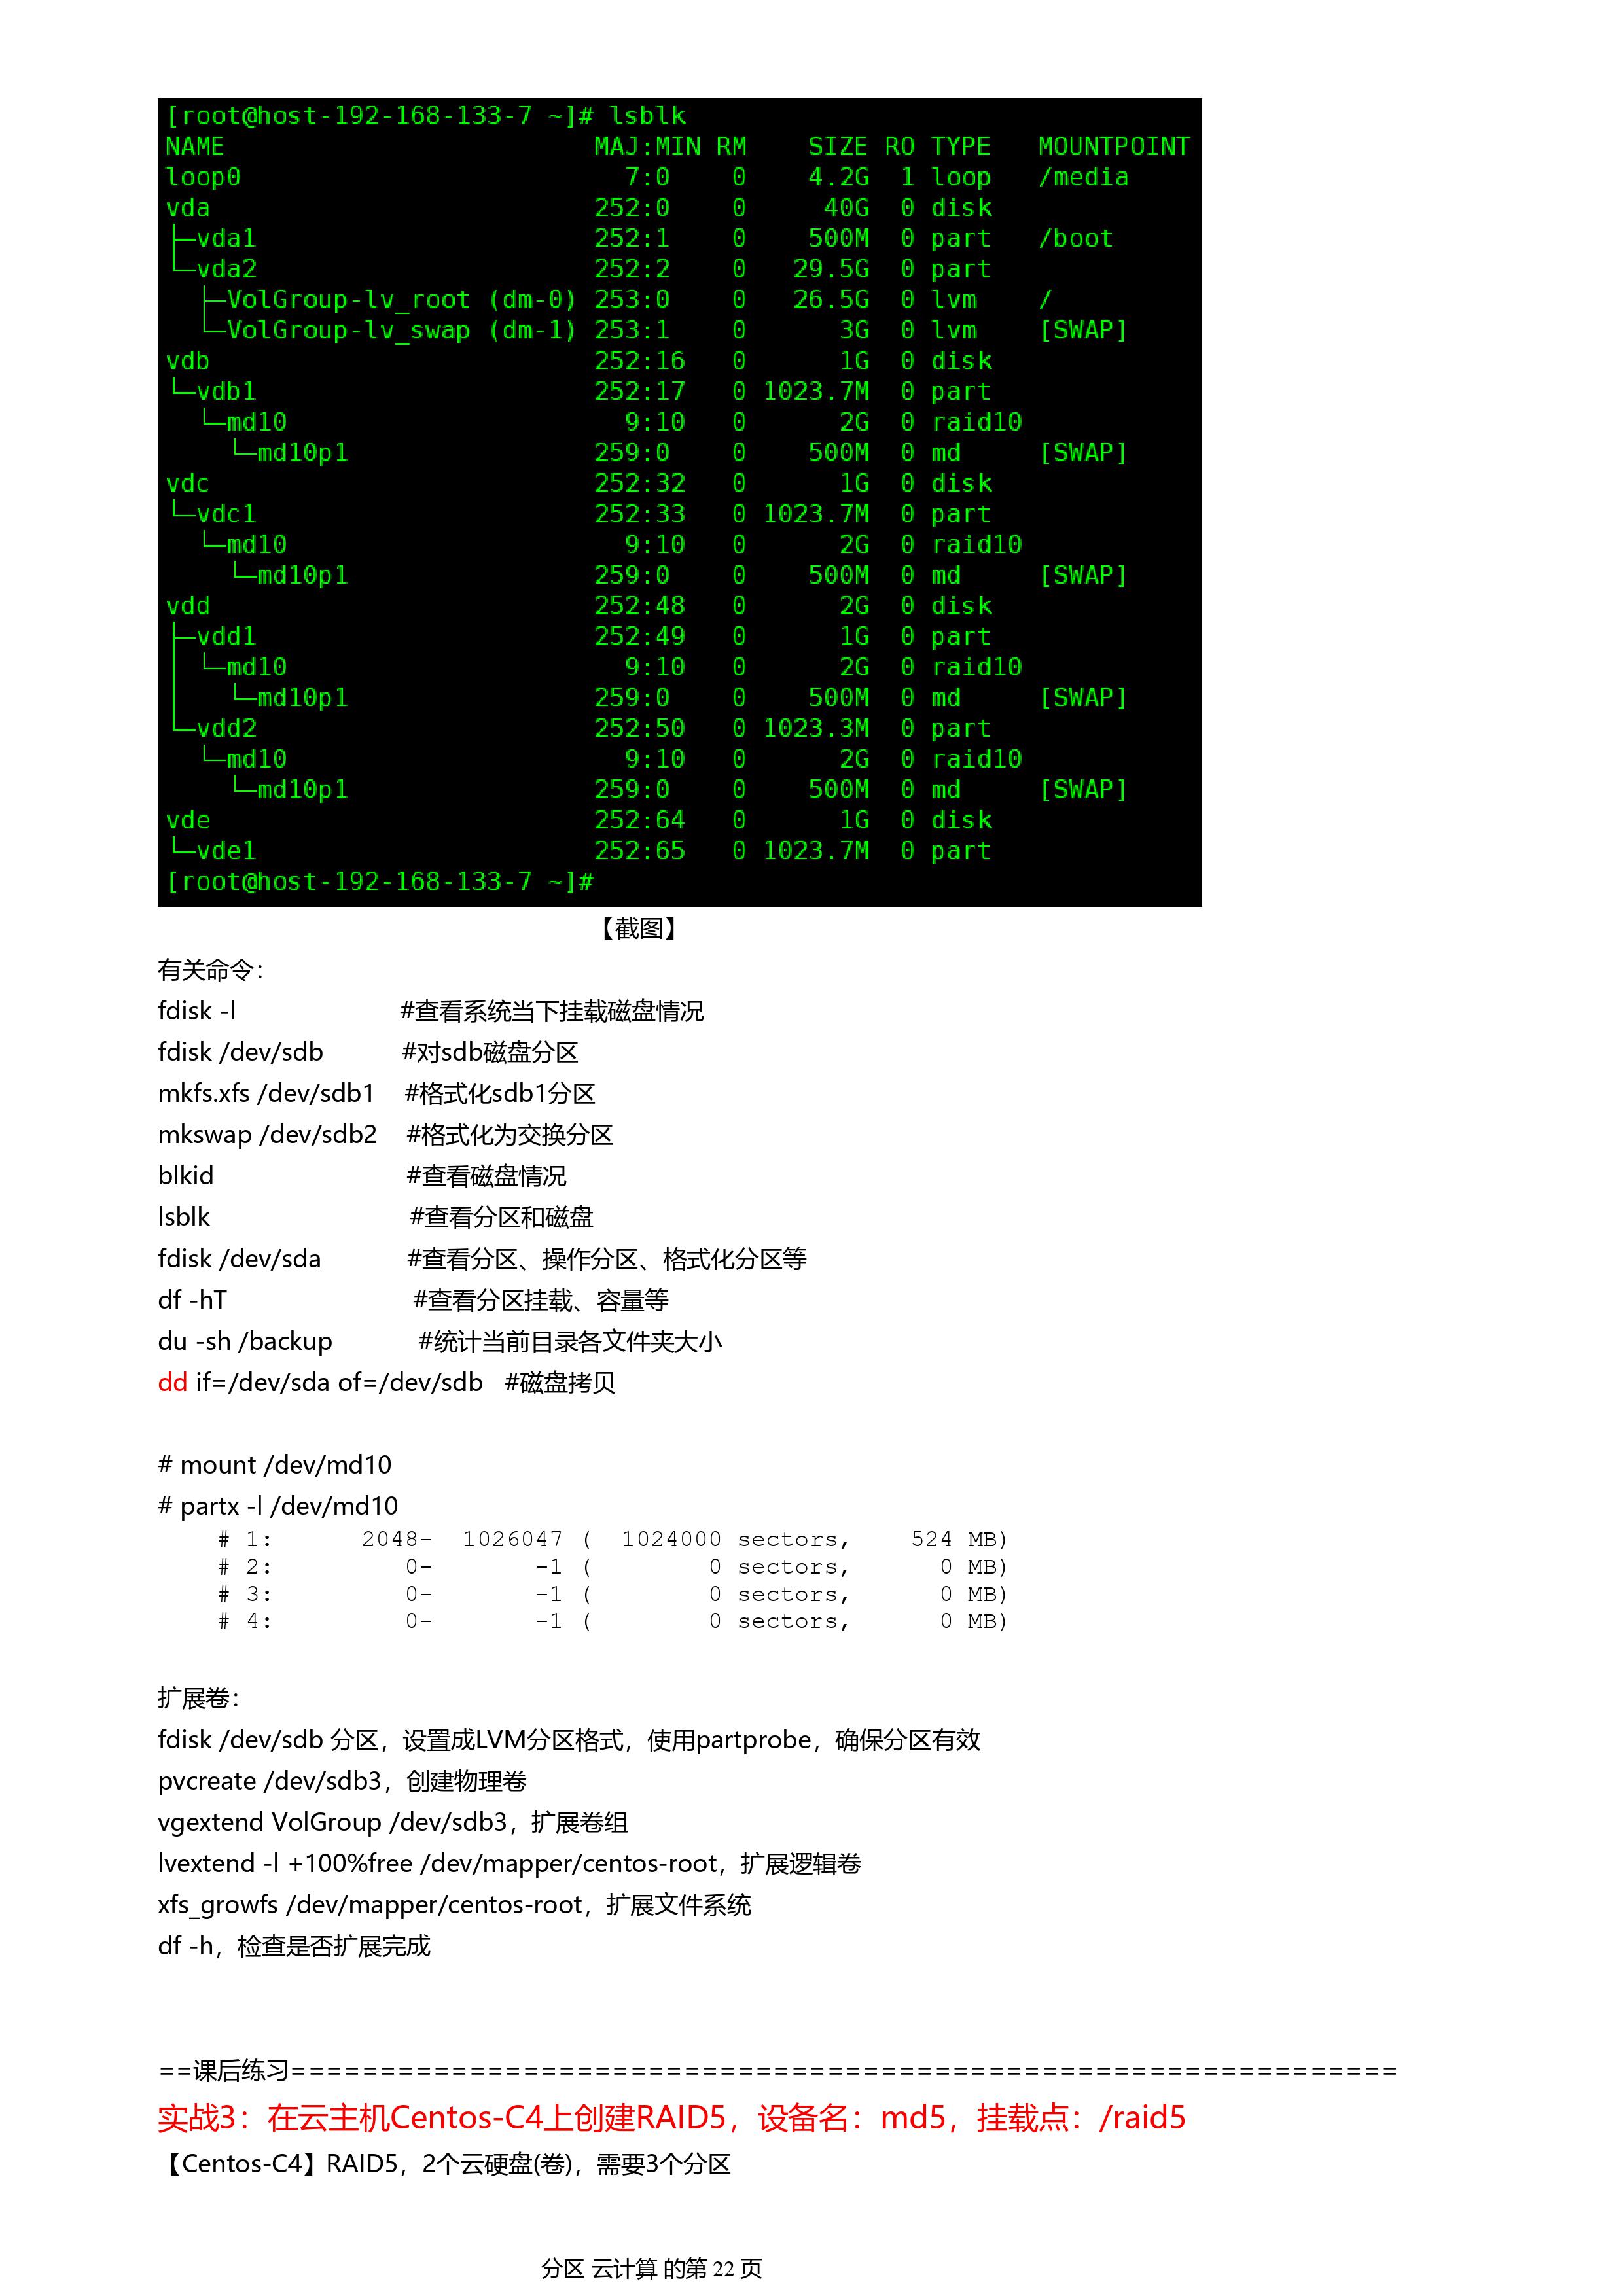 [root@host-192-168-133-7 ~]# lsblk
NAME                        MAJ:MIN RM    SIZE RO TYPE   MOUNTPOINT
loop0                         7:0    0    4.2G  1 loop   /media
vda                         252:0    0     40G  0 disk
├─vda1                      252:1    0    500M  0 part   /boot
└─vda2                      252:2    0   29.5G  0 part
  ├─VolGroup-lv_root (dm-0) 253:0    0   26.5G  0 lvm    /
  └─VolGroup-lv_swap (dm-1) 253:1    0      3G  0 lvm    [SWAP]
vdb                         252:16   0      1G  0 disk
└─vdb1                      252:17   0 1023.7M  0 part
  └─md10                      9:10   0      2G  0 raid10
    └─md10p1                259:0    0    500M  0 md     [SWAP]
vdc                         252:32   0      1G  0 disk
└─vdc1                      252:33   0 1023.7M  0 part
  └─md10                      9:10   0      2G  0 raid10
    └─md10p1                259:0    0    500M  0 md     [SWAP]
vdd                         252:48   0      2G  0 disk
├─vdd1                      252:49   0      1G  0 part
│ └─md10                      9:10   0      2G  0 raid10
│   └─md10p1                259:0    0    500M  0 md     [SWAP]
└─vdd2                      252:50   0 1023.3M  0 part
  └─md10                      9:10   0      2G  0 raid10
    └─md10p1                259:0    0    500M  0 md     [SWAP]
vde                         252:64   0      1G  0 disk
└─vde1                      252:65   0 1023.7M  0 part
[root@host-192-168-133-7 ~]#
【截图】
有关命令：
fdisk -l #查看系统当下挂载磁盘情况
fdisk /dev/sdb #对sdb磁盘分区
mkfs.xfs /dev/sdb1 #格式化sdb1分区
mkswap /dev/sdb2 #格式化为交换分区
blkid #查看磁盘情况
lsblk #查看分区和磁盘
fdisk /dev/sda #查看分区、操作分区、格式化分区等
df -hT #查看分区挂载、容量等
du -sh /backup #统计当前目录各文件夹大小
dd if=/dev/sda of=/dev/sdb #磁盘拷贝
# mount /dev/md10
# partx -l /dev/md10
# 1:      2048-  1026047 (  1024000 sectors,    524 MB)
# 2:         0-       -1 (        0 sectors,      0 MB)
# 3:         0-       -1 (        0 sectors,      0 MB)
# 4:         0-       -1 (        0 sectors,      0 MB)
扩展卷：
fdisk /dev/sdb 分区，设置成LVM分区格式，使用partprobe，确保分区有效
pvcreate /dev/sdb3，创建物理卷
vgextend VolGroup /dev/sdb3，扩展卷组
lvextend -l +100%free /dev/mapper/centos-root，扩展逻辑卷
xfs_growfs /dev/mapper/centos-root，扩展文件系统
df -h，检查是否扩展完成
==课后练习==============================================================
实战3：在云主机Centos-C4上创建RAID5，设备名：md5，挂载点：/raid5
【Centos-C4】RAID5，2个云硬盘(卷)，需要3个分区
分区 云计算 的第 22 页